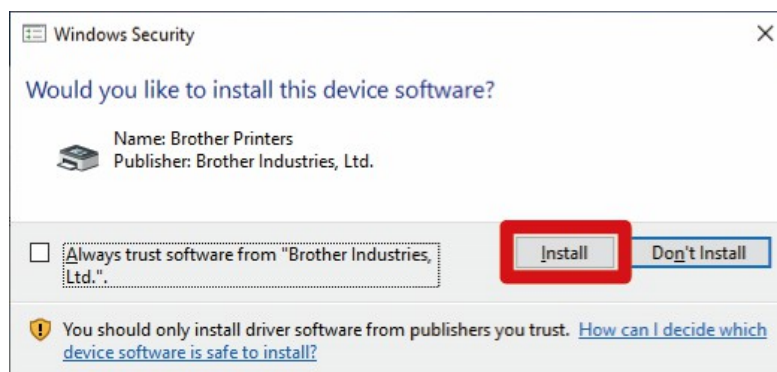 Windows Security
Would you like to install this device software?
Name: Brother Printers
Publisher: Brother Industries, Ltd.
Always trust software from "Brother Industries,
Ltd.".
Install
Don't Install
You should only install driver software from publishers you trust. How can I decide which
device software is safe to install?